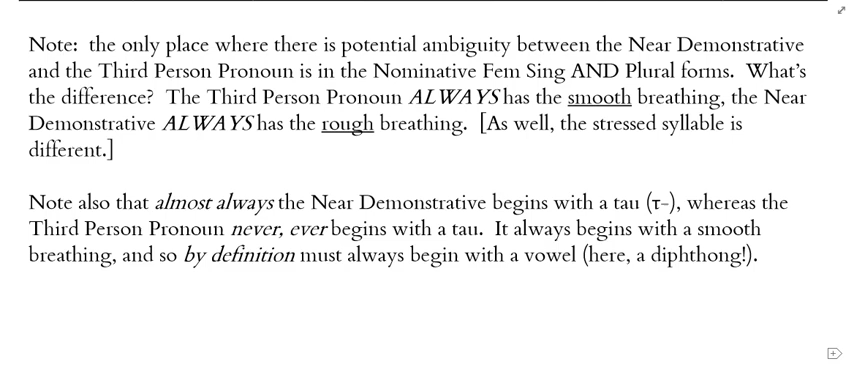 Note:  the only place where there is potential ambiguity between the Near Demonstrative
and the Third Person Pronoun is in the Nominative Fem Sing AND Plural forms.  What's
the difference?  The Third Person Pronoun ALWAYS has the smooth breathing, the Near
Demonstrative ALWAYS has the rough breathing.  [As well, the stressed syllable is
different.]
Note also that almost always the Near Demonstrative begins with a tau (τ-), whereas the
Third Person Pronoun never, ever begins with a tau.  It always begins with a smooth
breathing, and so by definition must always begin with a vowel (here, a diphthong!).